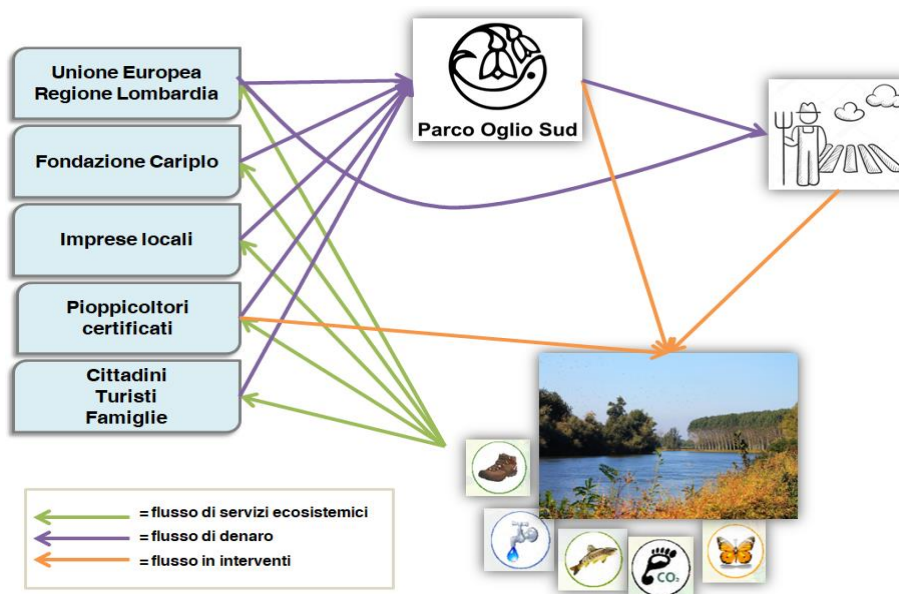 Unione Europea
Regione Lombardia
Fondazione Cariplo
Imprese locali
Pioppicoltori
certificati
Cittadini
Turisti
Famiglie
Parco Oglio Sud
CO₂
= flusso di servizi ecosistemici
= flusso di denaro
= flusso in interventi